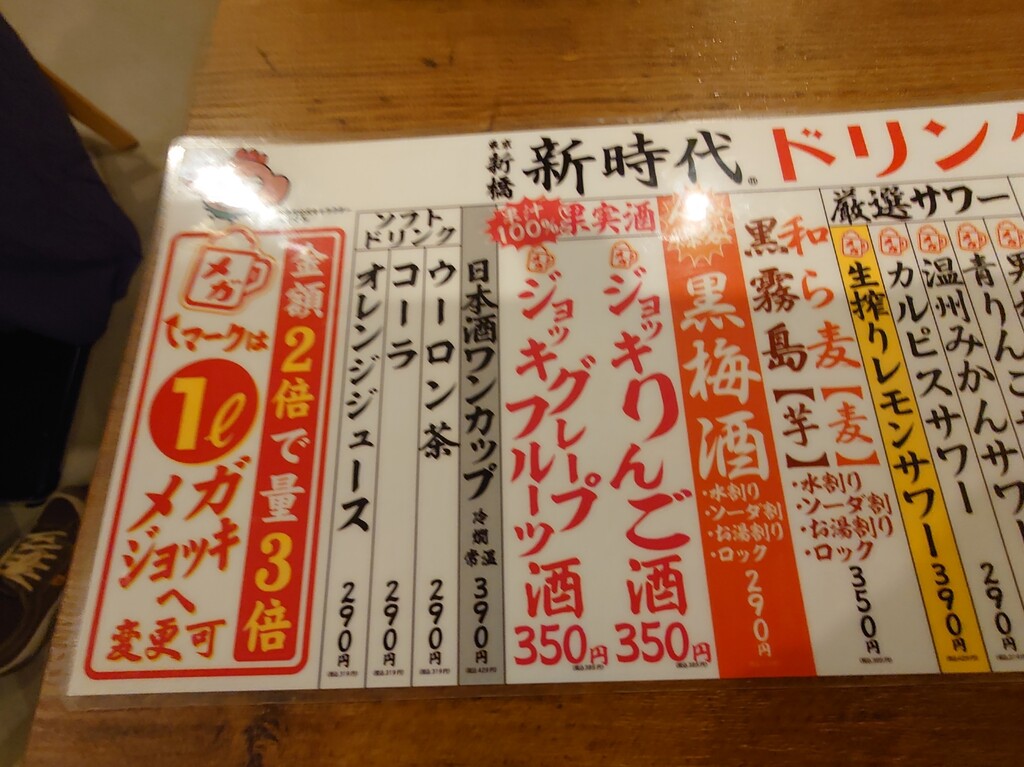 新橋
新時代
ドリンク
厳選サワー
青りんごサワー
290
温州みかんサワー
カルピスサワー
生搾りレモンサワー390円
和ら麦【麦】
黒霧島【芋】
・水割り
・ソーダ割り
・お湯割り
・ロック
350円
黒梅酒
・水割り
・ソーダ割り
・お湯割り
・ロック
290円
果汁100%
果実酒
ジョッキりんご酒
350円
ジョッキグレープフルーツ酒
350円
日本酒ワンカップ
冷 燗 常温
390円
ソフトドリンク
ウーロン茶
290円
コーラ
290円
オレンジジュース
290円
金額2倍で量3倍
メガ
マークは
1ℓ
メガジョッキへ
変更可